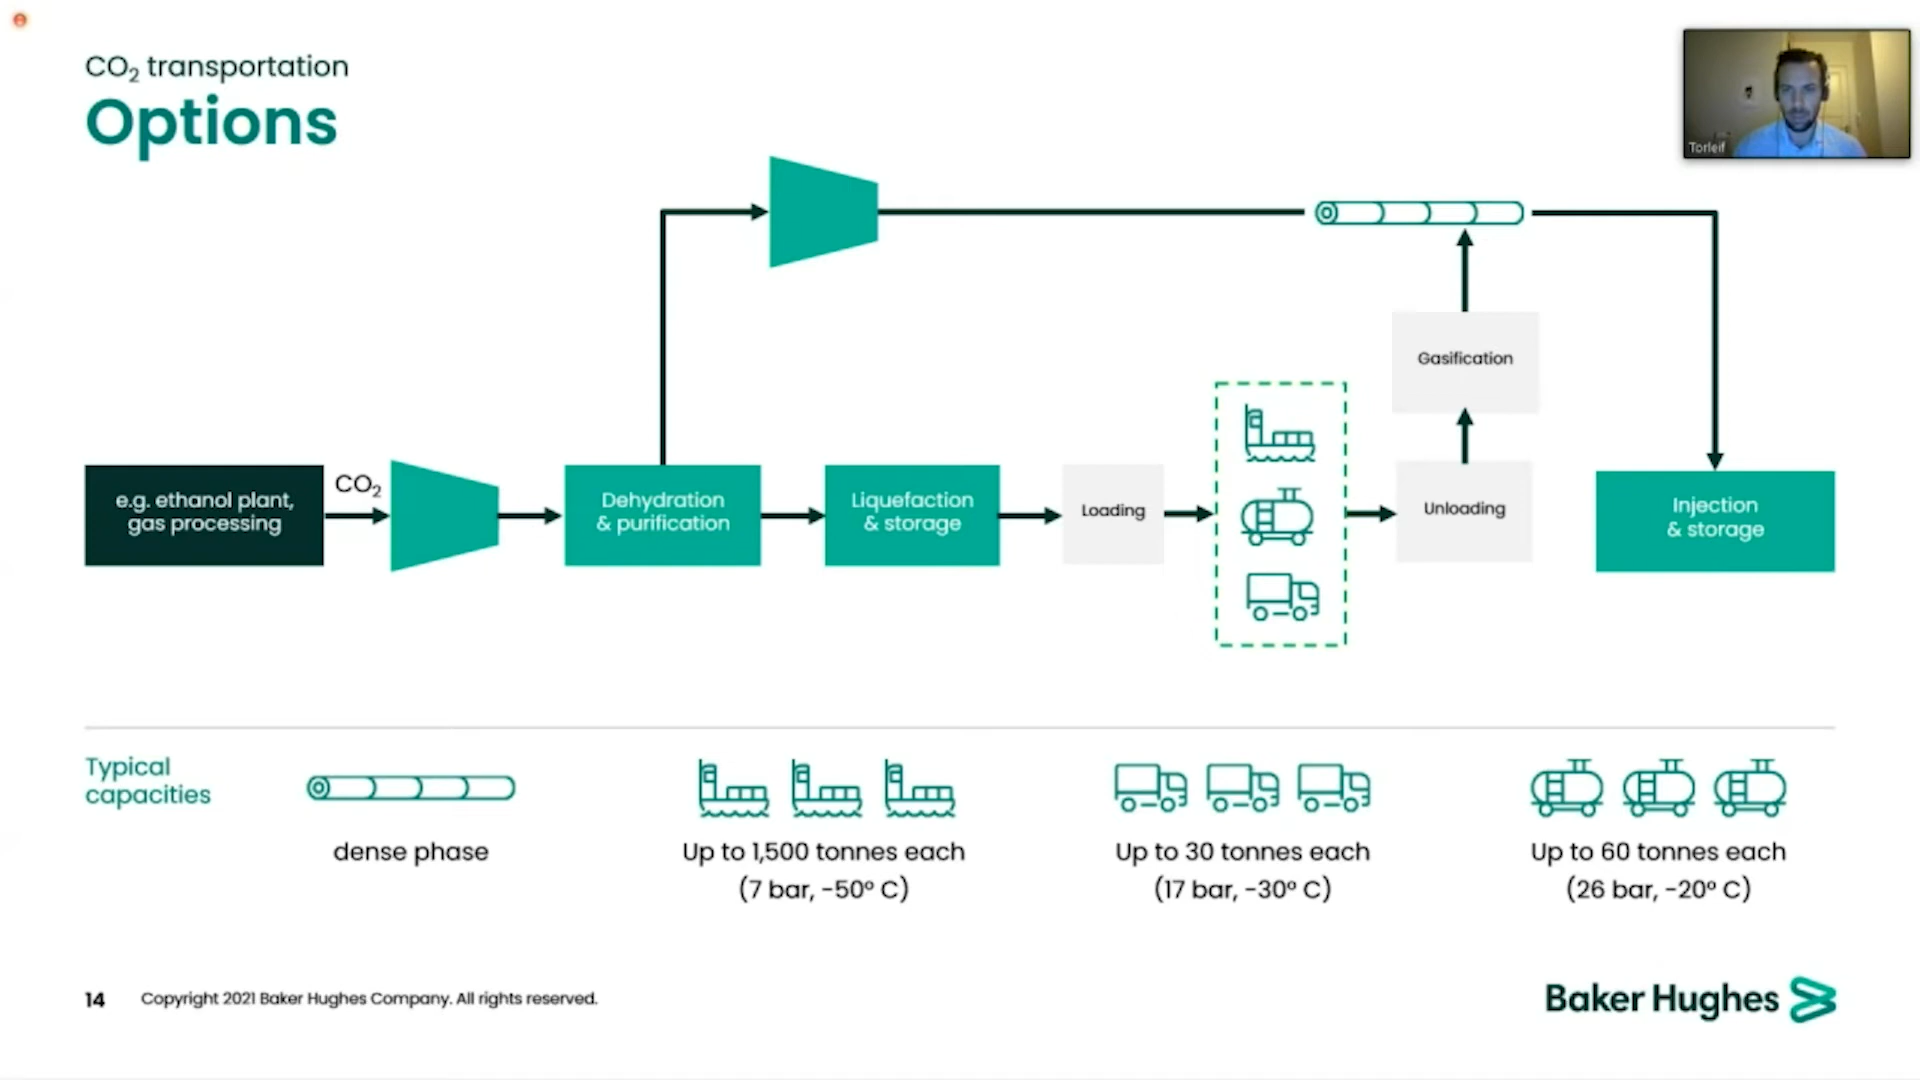 CO₂ transportation
Options
Torleif
Gasification
e.g. ethanol plant,
gas processing
CO₂
Dehydration
& purification
Liquefaction
& storage
Loading
Unloading
Injection
& storage
Typical
capacities
dense phase
Up to 1,500 tonnes each
(7 bar, -50° C)
Up to 30 tonnes each
(17 bar, -30° C)
Up to 60 tonnes each
(26 bar, -20° C)
14
Copyright 2021 Baker Hughes Company. All rights reserved.
Baker Hughes